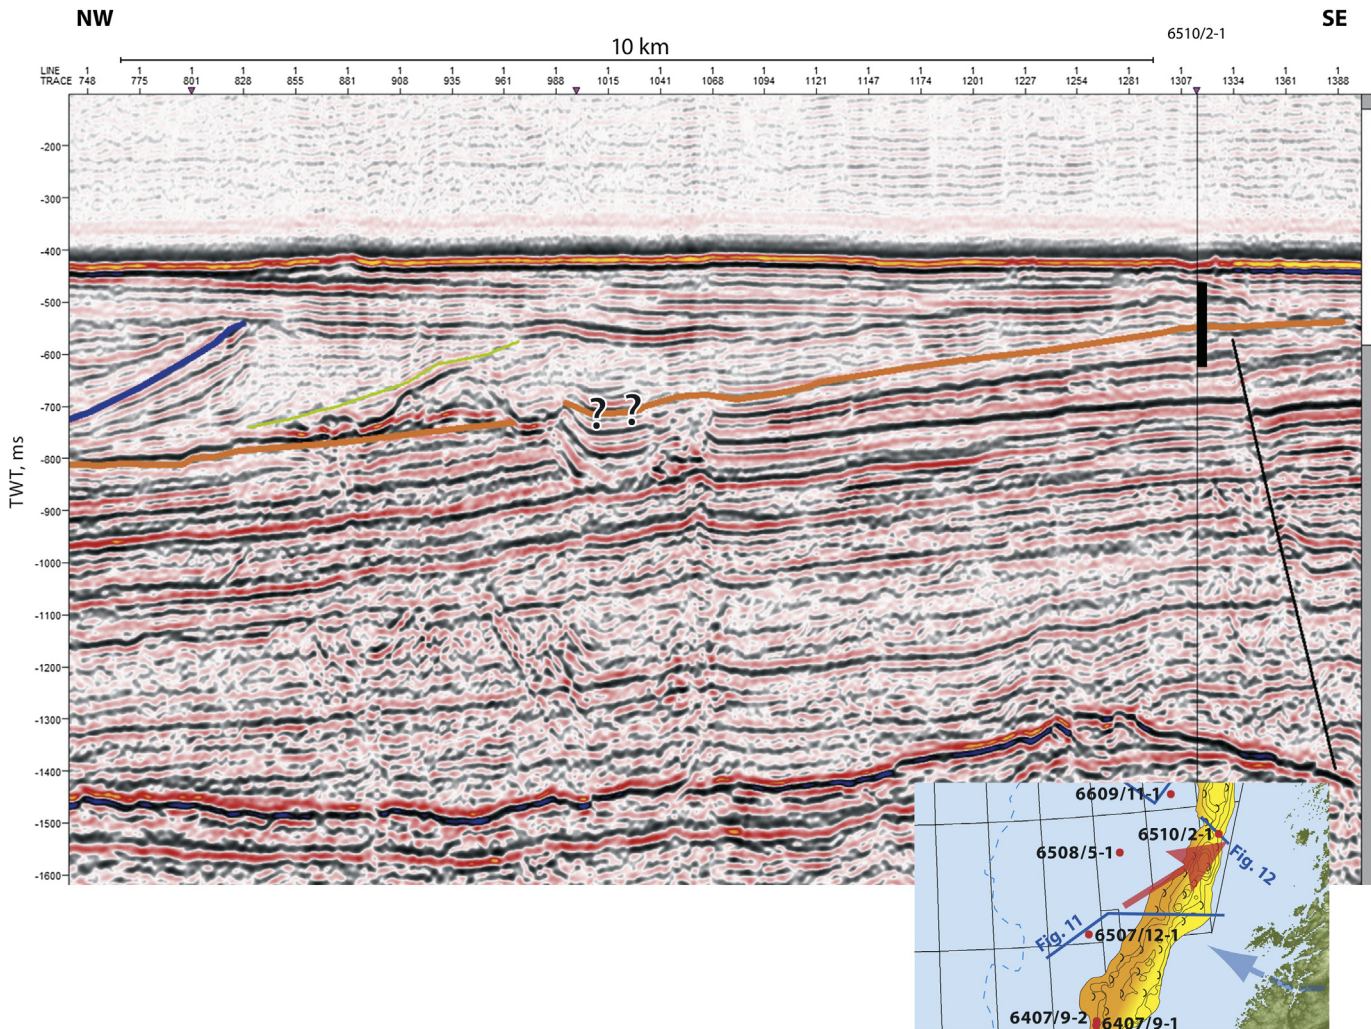 NW
SE
6510/2-1
10 km
LINE 1 1 1 1 1 1 1 1 1 1 1 1 1 1 1 1 1 1 1 1 1 1 1 1 1
TRACE 748 775 801 828 855 881 908 935 961 988 1015 1041 1068 1094 1121 1147 1174 1201 1227 1254 1281 1307 1334 1361 1388
-200
-300
-400
-500
-600
-700
-800
-900
-1000
-1100
-1200
-1300
-1400
-1500
-1600
TWT, ms
? ?
6609/11-1
6510/2-1
6508/5-1
Fig. 12
Fig. 11
6507/12-1
6407/9-2
6407/9-1